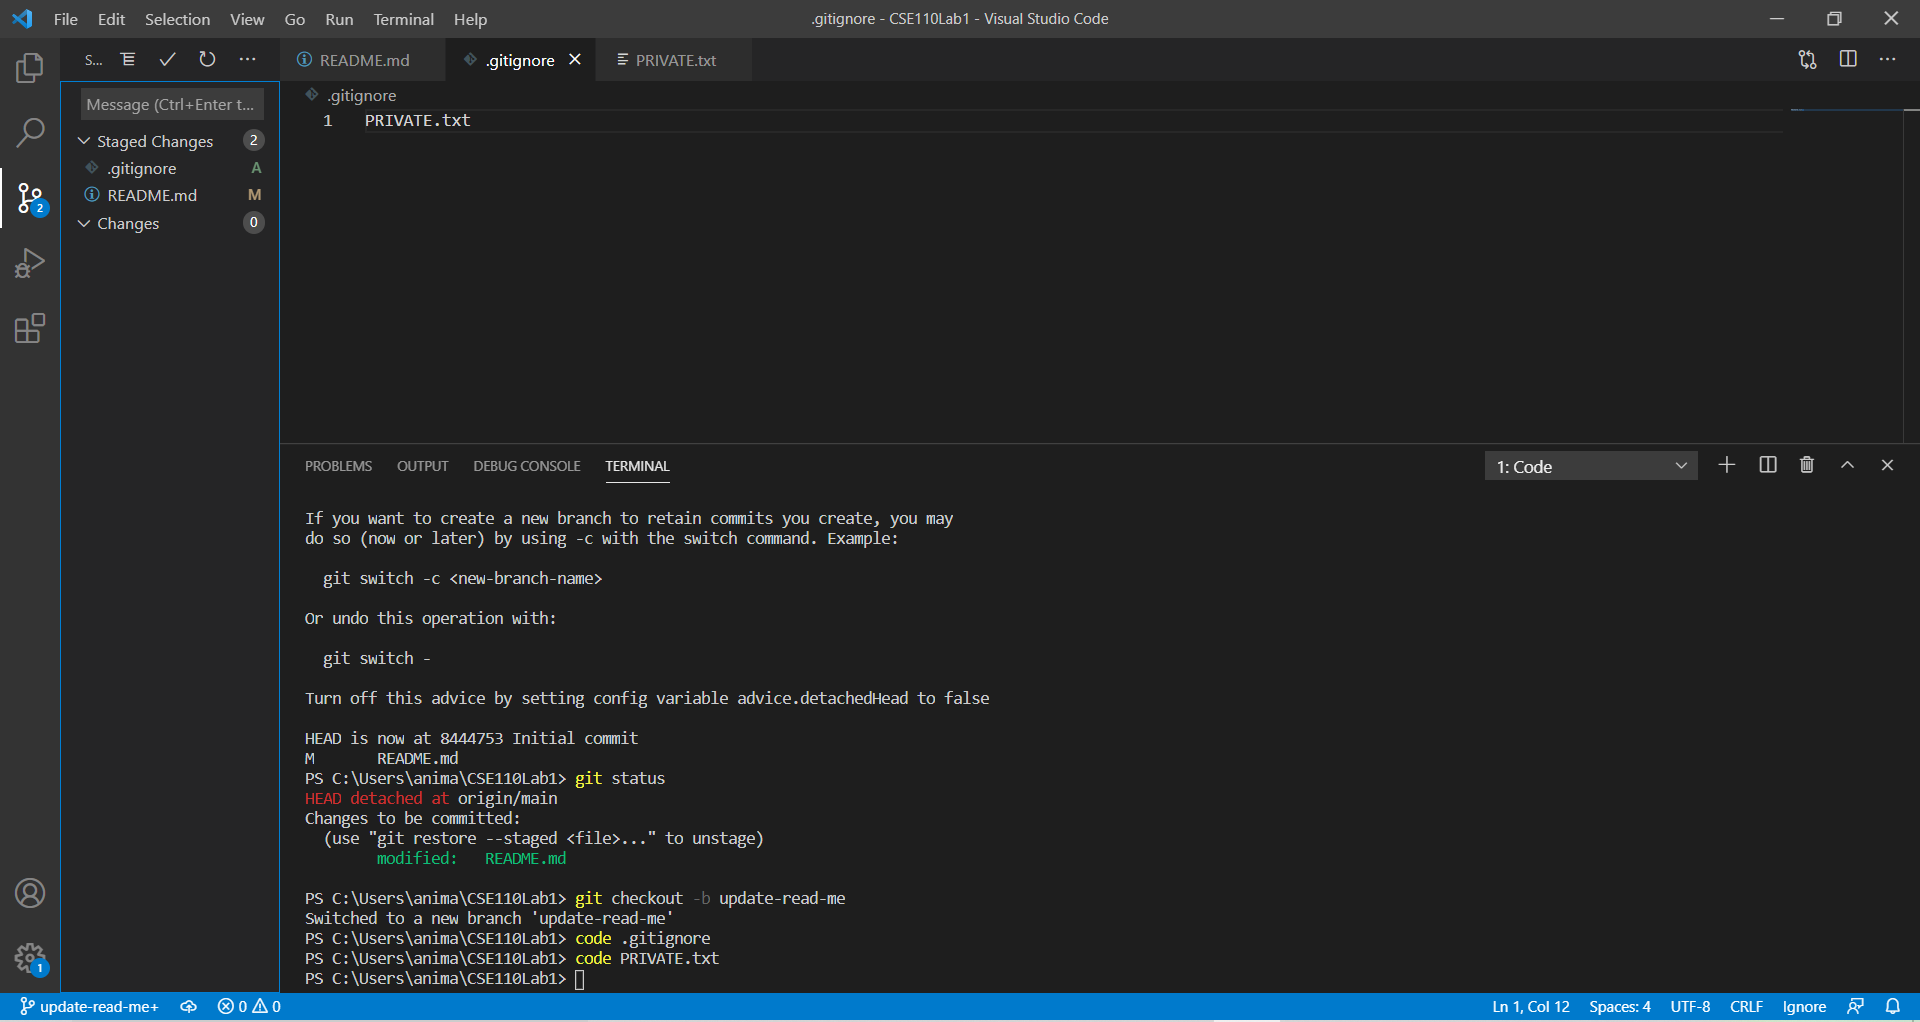 File Edit Selection View Go Run Terminal Help
.gitignore - CSE110Lab1 - Visual Studio Code
S...
README.md
.gitignore
PRIVATE.txt
Message (Ctrl+Enter t...
Staged Changes 2
.gitignore A
README.md M
Changes 0
2
1
.gitignore
1 PRIVATE.txt
PROBLEMS OUTPUT DEBUG CONSOLE TERMINAL
1: Code
If you want to create a new branch to retain commits you create, you may
do so (now or later) by using -c with the switch command. Example:
git switch -c <new-branch-name>
Or undo this operation with:
git switch -
Turn off this advice by setting config variable advice.detachedHead to false
HEAD is now at 8444753 Initial commit
M README.md
PS C:\Users\anima\CSE110Lab1> git status
HEAD detached at origin/main
Changes to be committed:
(use "git restore --staged <file>..." to unstage)
modified: README.md
PS C:\Users\anima\CSE110Lab1> git checkout -b update-read-me
Switched to a new branch 'update-read-me'
PS C:\Users\anima\CSE110Lab1> code .gitignore
PS C:\Users\anima\CSE110Lab1> code PRIVATE.txt
PS C:\Users\anima\CSE110Lab1>
update-read-me+ 0 0
Ln 1, Col 12 Spaces: 4 UTF-8 CRLF Ignore